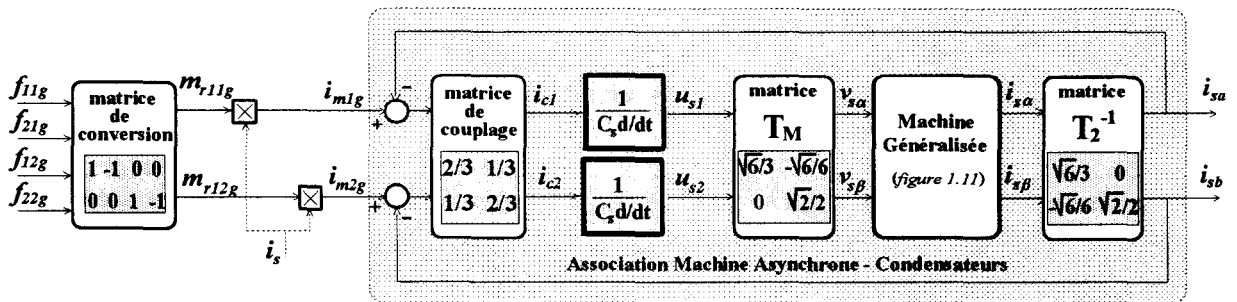 f11g
f21g
f12g
f22g
matrice
de
conversion
1 -1 0 0
0 0 1 -1
mr11g
mr12g
is
im1g
im2g
-
+
+
-
matrice
de
couplage
2/3 1/3
1/3 2/3
ic1
ic2
1
Csd/dt
1
Csd/dt
us1
us2
matrice
TM
√6/3 -√6/6
0 √2/2
vsα
vsβ
Machine
Généralisée
(figure 1.11)
isα
isβ
matrice
T2-1
√6/3 0
-√6/6 √2/2
isa
isb
Association Machine Asynchrone - Condensateurs